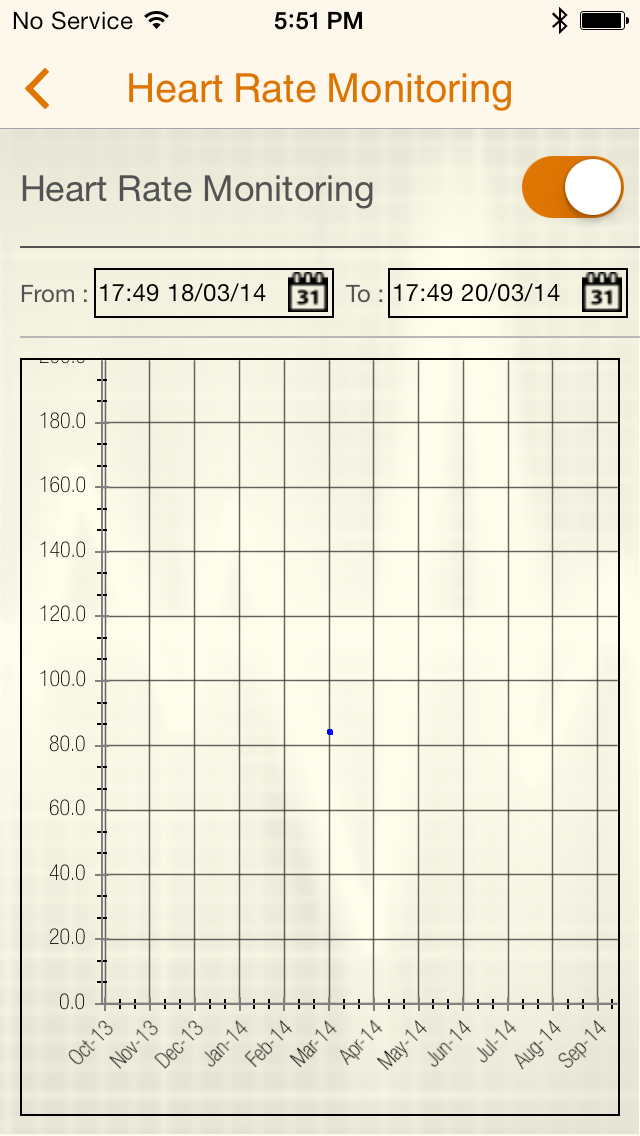 No Service 5:51 PM
Heart Rate Monitoring
Heart Rate Monitoring
From : 17:49 18/03/14 31 To : 17:49 20/03/14 31
200.0
180.0
160.0
140.0
120.0
100.0
80.0
60.0
40.0
20.0
0.0
Oct-13 Nov-13 Dec-13 Jan-14 Feb-14 Mar-14 Apr-14 May-14 Jun-14 Jul-14 Aug-14 Sep-14